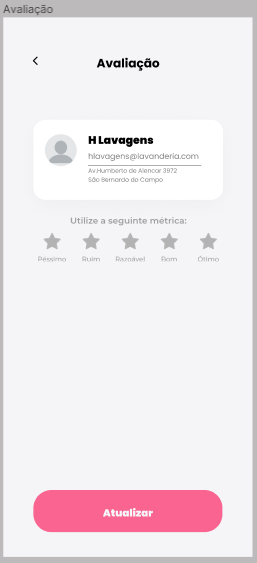 Avaliação
Avaliação
H Lavagens
hlavagens@lavanderia.com
Av.Humberto de Alencar 3972
São Bernardo do Campo
Utilize a seguinte métrica:
Péssimo Ruim Razoável Bom Ótimo
Atualizar